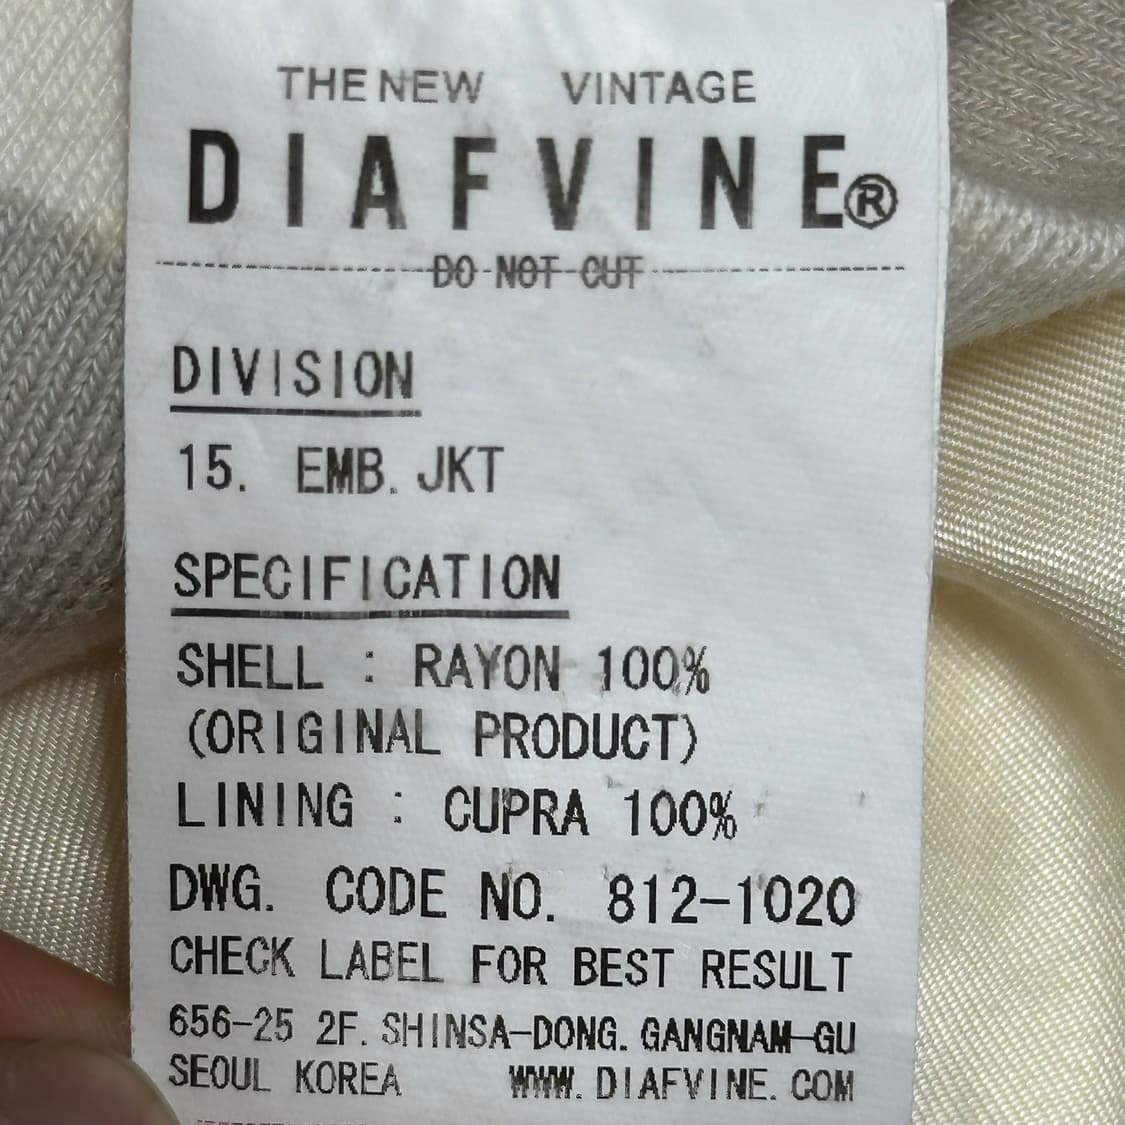 THE NEW VINTAGE
DIAFVINE®
DO NOT CUT
DIVISION
15. EMB. JKT
SPECIFICATION
SHELL : RAYON 100%
(ORIGINAL PRODUCT)
LINING : CUPRA 100%
DWG. CODE NO. 812-1020
CHECK LABEL FOR BEST RESULT
656-25 2F. SHINSA-DONG. GANGNAM-GU
SEOUL KOREA WWW. DIAFVINE. COM